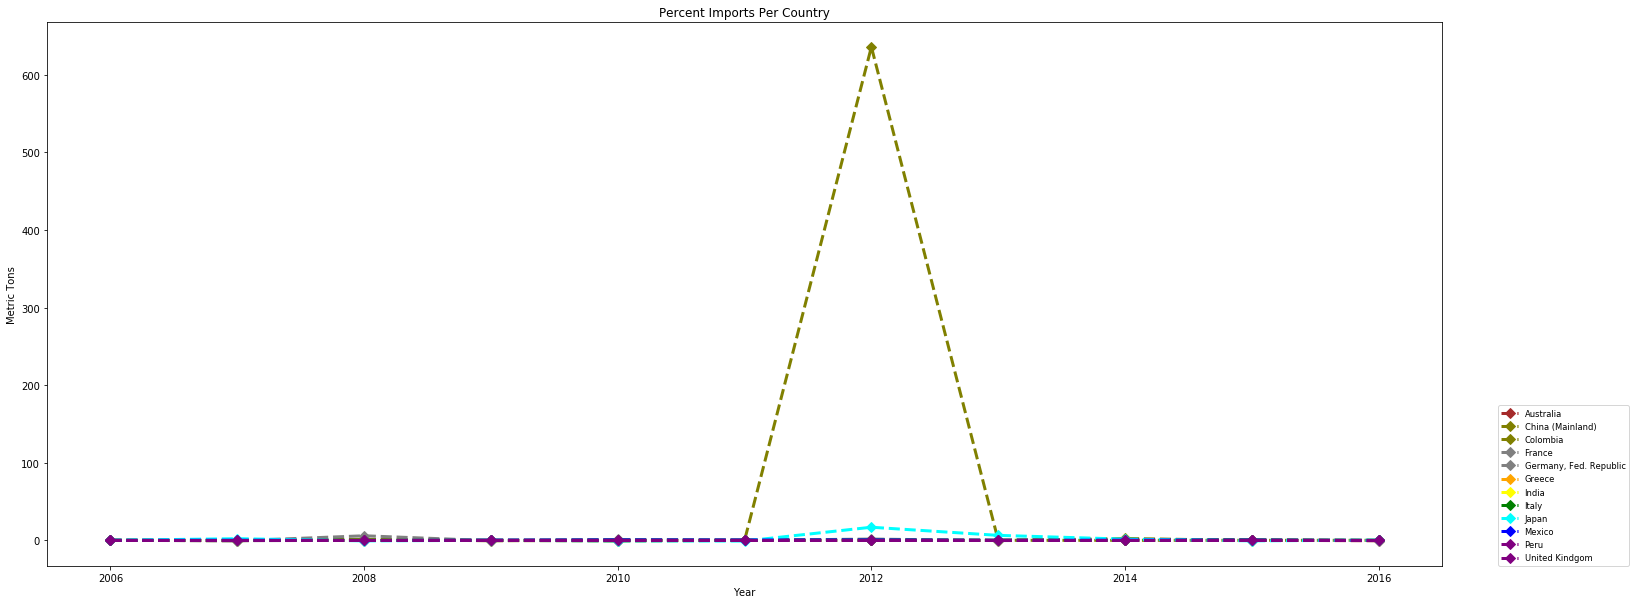 Percent Imports Per Country
Metric Tons
600
500
400
300
200
100
0
2006
2008
2010
2012
2014
2016
Year
Australia
China (Mainland)
Colombia
France
Germany, Fed. Republic
Greece
India
Italy
Japan
Mexico
Peru
United Kindgom